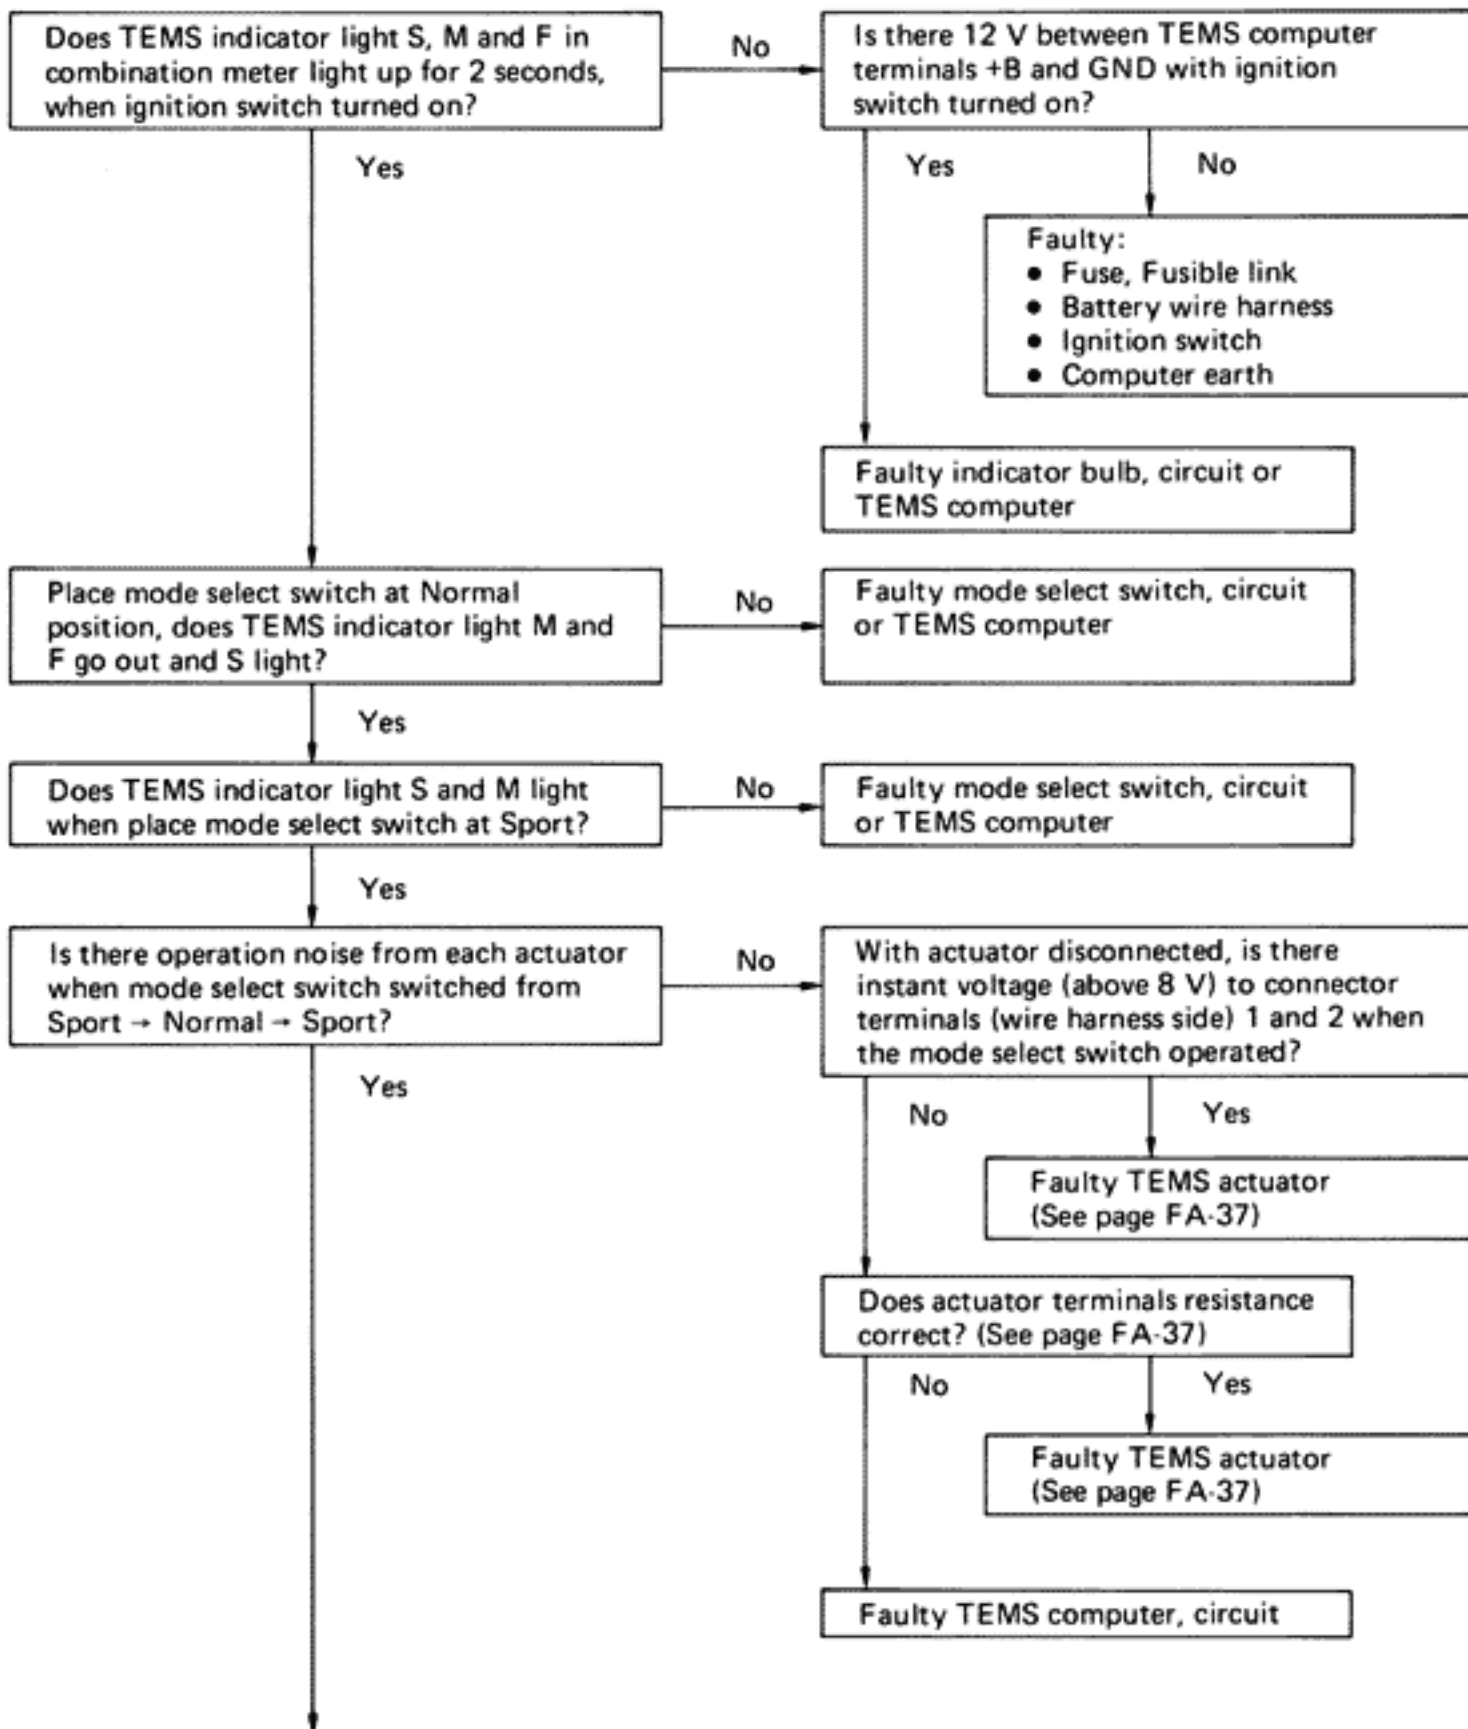 Does TEMS indicator light S, M and F in
combination meter light up for 2 seconds,
when ignition switch turned on?
No
Is there 12 V between TEMS computer
terminals +B and GND with ignition
switch turned on?
Yes
Yes
No
Faulty:
• Fuse, Fusible link
• Battery wire harness
• Ignition switch
• Computer earth
Faulty indicator bulb, circuit or
TEMS computer
Place mode select switch at Normal
position, does TEMS indicator light M and
F go out and S light?
No
Faulty mode select switch, circuit
or TEMS computer
Yes
Does TEMS indicator light S and M light
when place mode select switch at Sport?
No
Faulty mode select switch, circuit
or TEMS computer
Yes
Is there operation noise from each actuator
when mode select switch switched from
Sport → Normal → Sport?
No
With actuator disconnected, is there
instant voltage (above 8 V) to connector
terminals (wire harness side) 1 and 2 when
the mode select switch operated?
Yes
No
Yes
Faulty TEMS actuator
(See page FA-37)
Does actuator terminals resistance
correct? (See page FA-37)
No
Yes
Faulty TEMS actuator
(See page FA-37)
Faulty TEMS computer, circuit